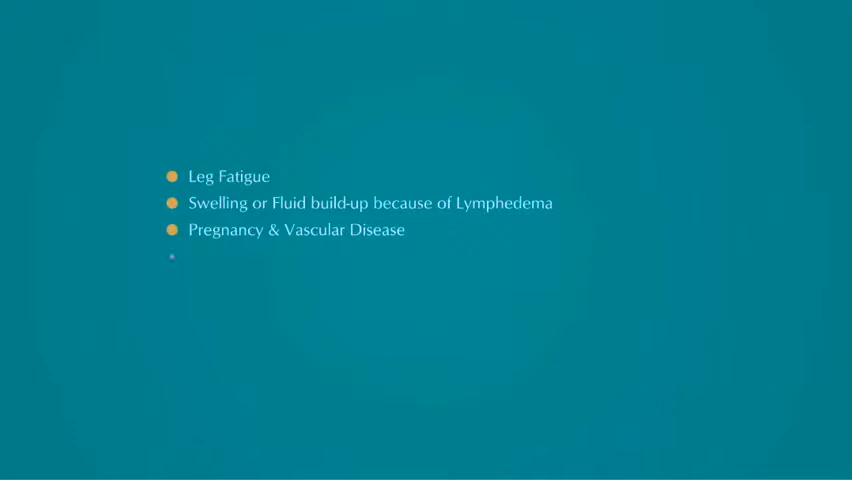 Leg Fatigue
Swelling or Fluid build-up because of Lymphedema
Pregnancy & Vascular Disease